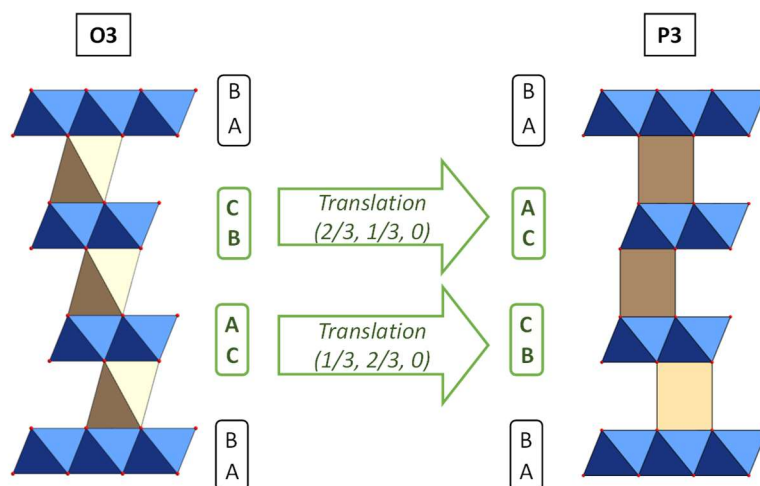 O3
P3
B
A
B
A
C
B
Translation
(2/3, 1/3, 0)
A
C
A
C
Translation
(1/3, 2/3, 0)
C
B
B
A
B
A